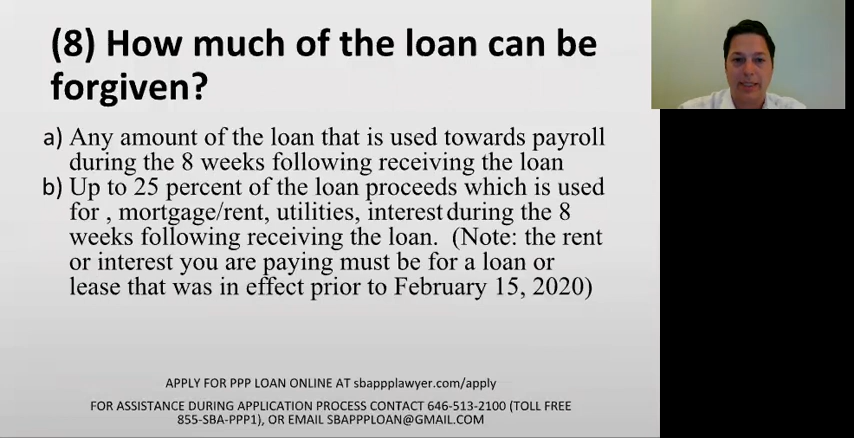 (8) How much of the loan can be
forgiven?
a) Any amount of the loan that is used towards payroll
during the 8 weeks following receiving the loan
b) Up to 25 percent of the loan proceeds which is used
for , mortgage/rent, utilities, interest during the 8
weeks following receiving the loan. (Note: the rent
or interest you are paying must be for a loan or
lease that was in effect prior to February 15, 2020)
APPLY FOR PPP LOAN ONLINE AT sbappplawyer.com/apply
FOR ASSISTANCE DURING APPLICATION PROCESS CONTACT 646-513-2100 (TOLL FREE
855-SBA-PPP1), OR EMAIL SBAPPPLOAN@GMAIL.COM